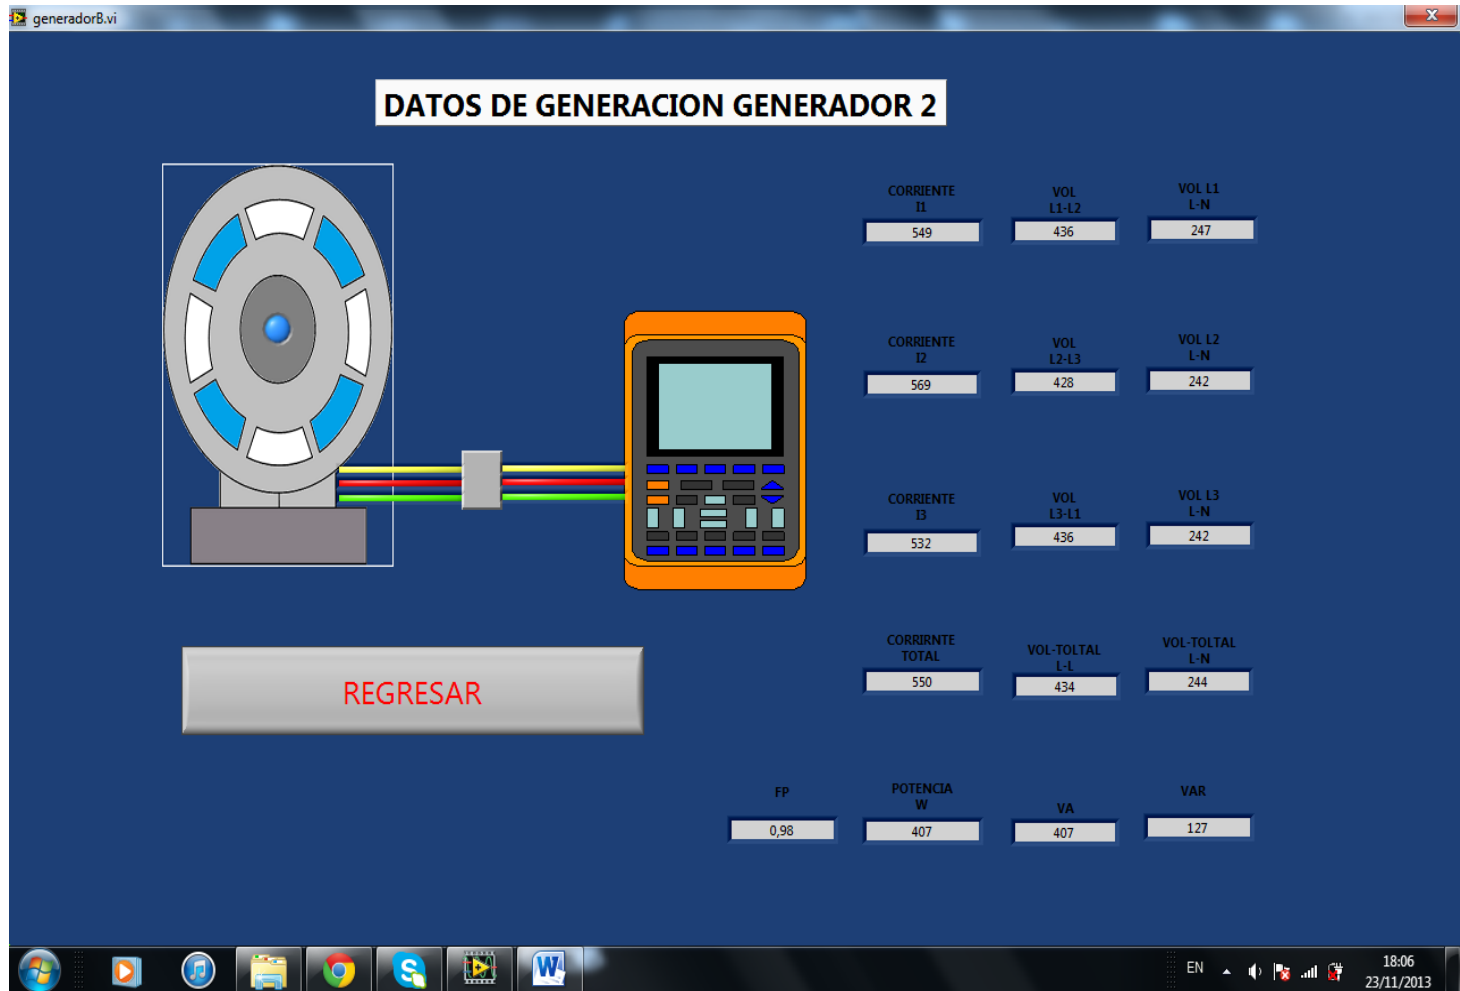 generadorB.vi
DATOS DE GENERACION GENERADOR 2
CORRIENTE
I1
549
VOL
L1-L2
436
VOL L1
L-N
247
CORRIENTE
I2
569
VOL
L2-L3
428
VOL L2
L-N
242
CORRIENTE
I3
532
VOL
L3-L1
436
VOL L3
L-N
242
CORRIRNTE
TOTAL
550
VOL-TOLTAL
L-L
434
VOL-TOLTAL
L-N
244
REGRESAR
FP
0,98
POTENCIA
W
407
VA
407
VAR
127
EN
18:06
23/11/2013